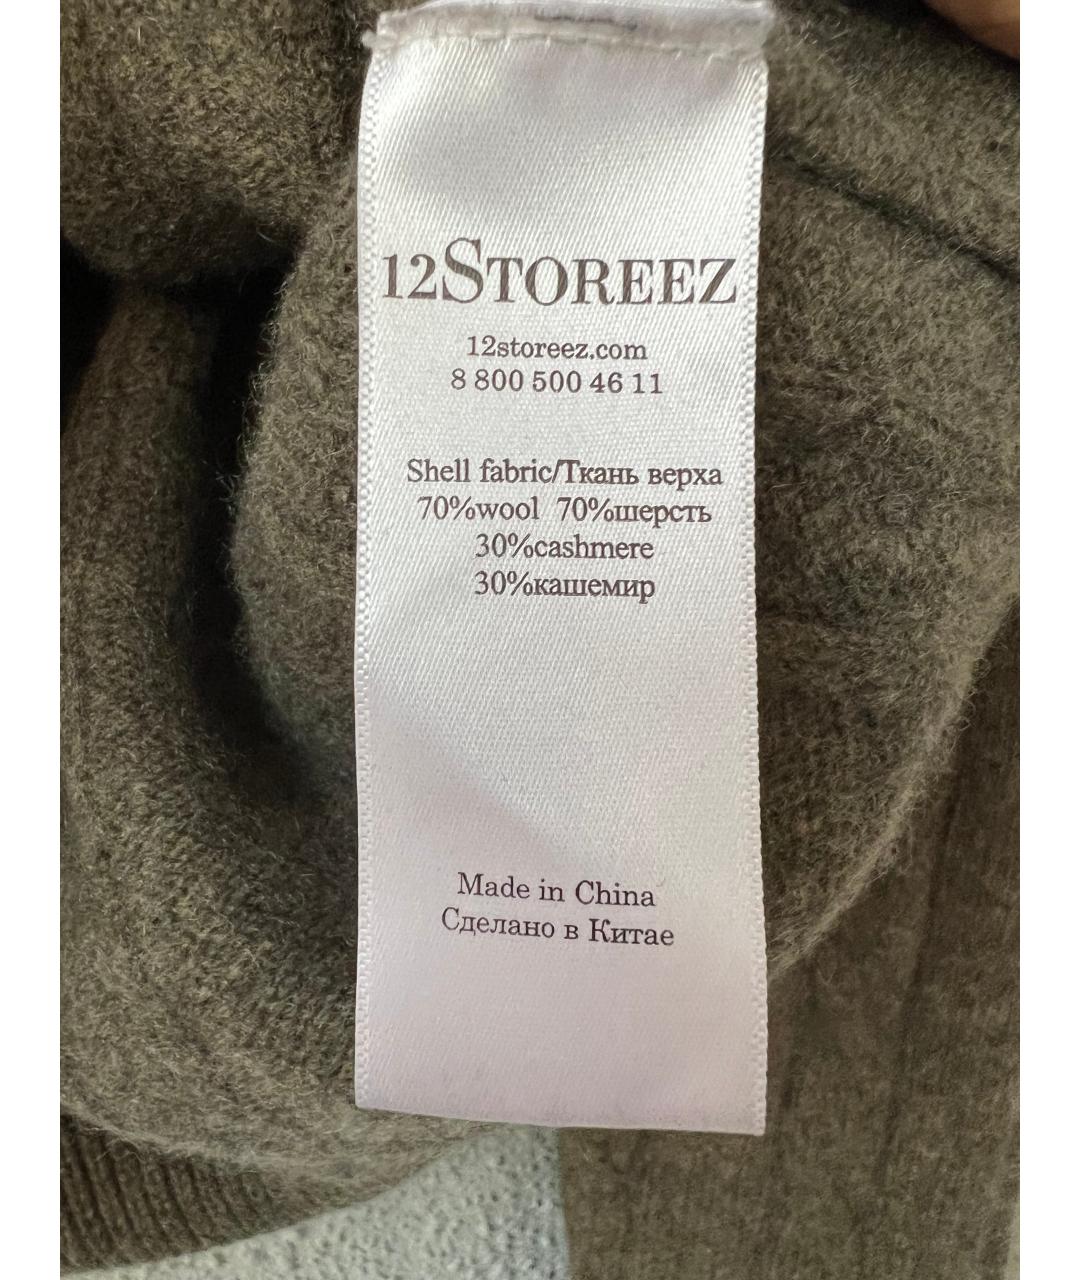 12STOREEZ
12storeez.com
8 800 500 46 11
Shell fabric/Ткань верха
70%wool 70%шерсть
30%cashmere
30%кашемир
Made in China
Сделано в Китае